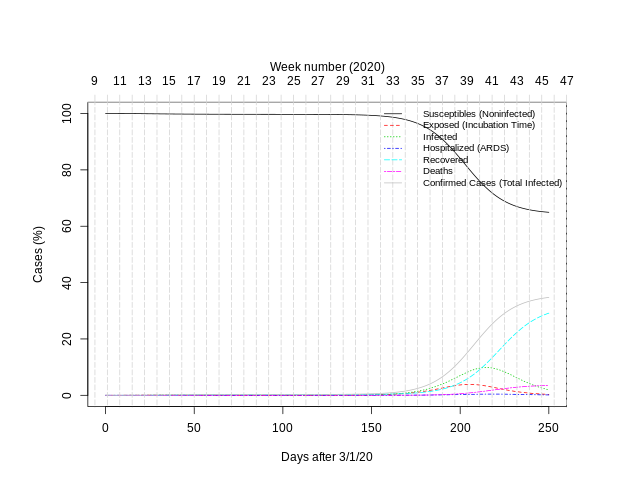 Week number (2020)
9 11 13 15 17 19 21 23 25 27 29 31 33 35 37 39 41 43 45 47
Susceptibles (Noninfected)
Exposed (Incubation Time)
Infected
Hospitalized (ARDS)
Recovered
Deaths
Confirmed Cases (Total Infected)
100
80
60
40
20
0
Cases (%)
0 50 100 150 200 250
Days after 3/1/20